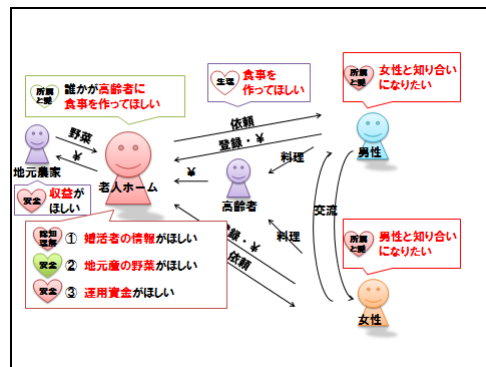 所属
と愛
誰かが高齢者に
食事を作ってほしい
生理
食事を
作ってほしい
所属
と愛
女性と知り合い
になりたい
野菜
¥
地元農家
安全
収益が
ほしい
老人ホーム
依頼
登録・¥
料理
¥
高齢者
男性
交流
認知
理解
① 婚活者の情報がほしい
安全
② 地元産の野菜がほしい
安全
③ 運用資金がほしい
登録・¥
依頼
料理
所属
と愛
男性と知り合い
になりたい
女性